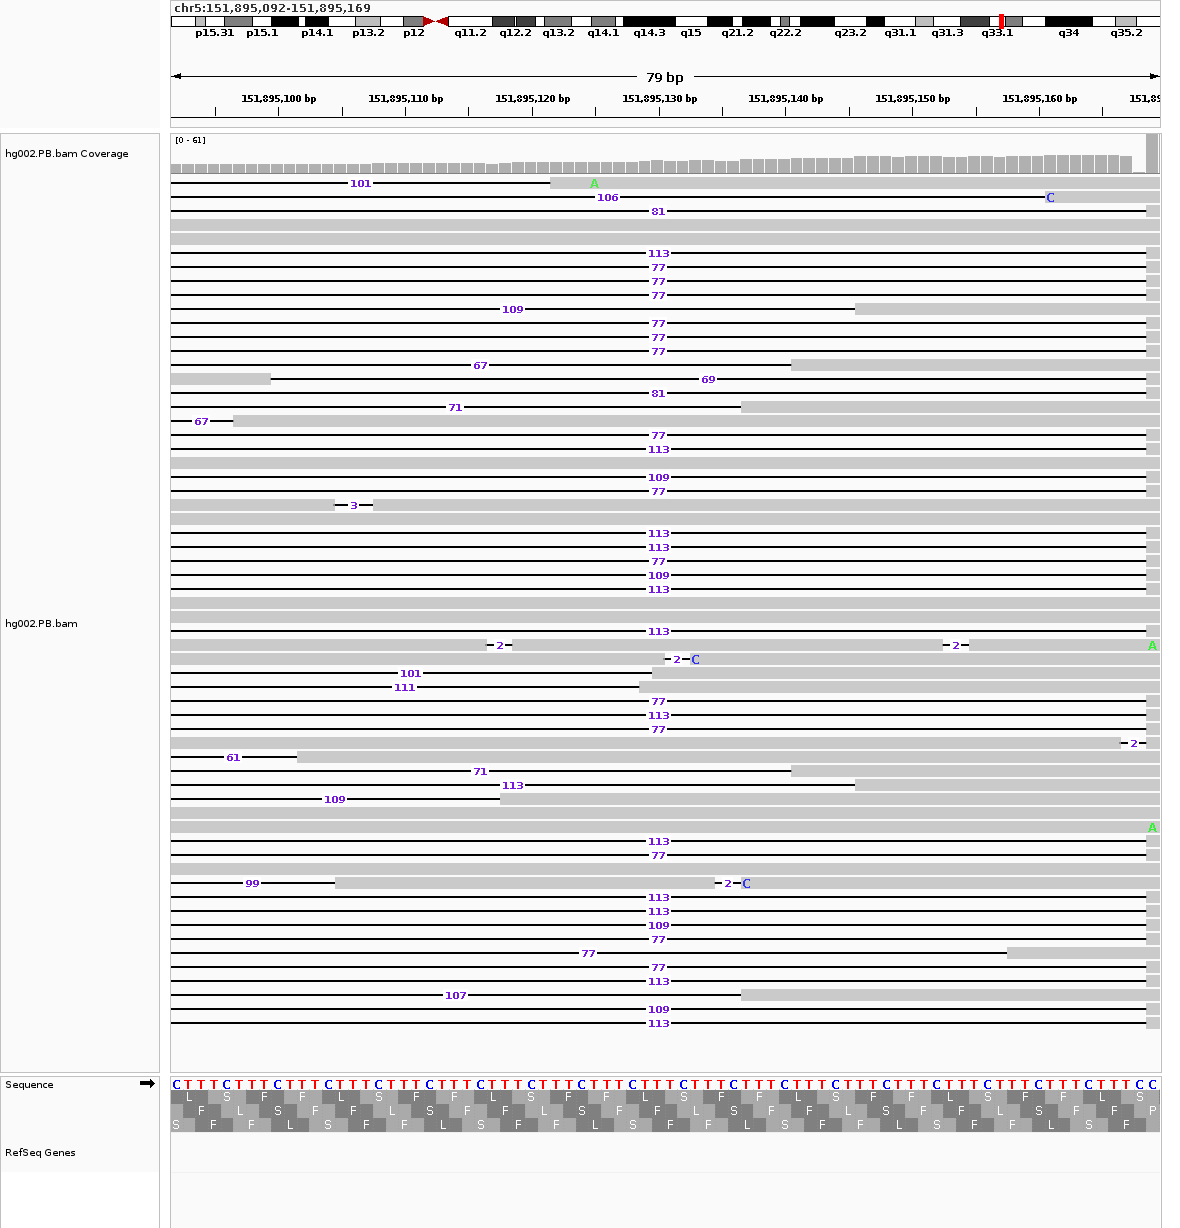 chr5:151,895,092-151,895,169
p15.31 p15.1 p14.1 p13.2 p12 q11.2 q12.2 q13.2 q14.1 q14.3 q15 q21.2 q22.2 q23.2 q31.1 q31.3 q33.1 q34 q35.2
79 bp
151,895,100 bp 151,895,110 bp 151,895,120 bp 151,895,130 bp 151,895,140 bp 151,895,150 bp 151,895,160 bp 151,89
[0 - 61]
hg002.PB.bam Coverage
101 A
106 C
81
113
77
77
77
109
77
77
77
67
69
81
71
67
77
113
109
77
3
113
113
77
109
113
hg002.PB.bam
113
2 2 A
2 C
101
111
77
113
77
2
61
71
113
109
A
113
77
99 2 C
113
113
109
77
77
77
113
107
109
113
Sequence
C T T T C T T T C T T T C T T T C T T T C T T T C T T T C T T T C T T T C T T T C T T T C T T T C T T T C T T T C T T T C T T T C T T T C T T T C T T T C C
L S F F L S F F L S F F L S F F L S F F L S F F L S
F L S F F L S F F L S F F L S F F L S F F L S F F P
S F F L S F F L S F F L S F F L S F F L S F F L S F
RefSeq Genes